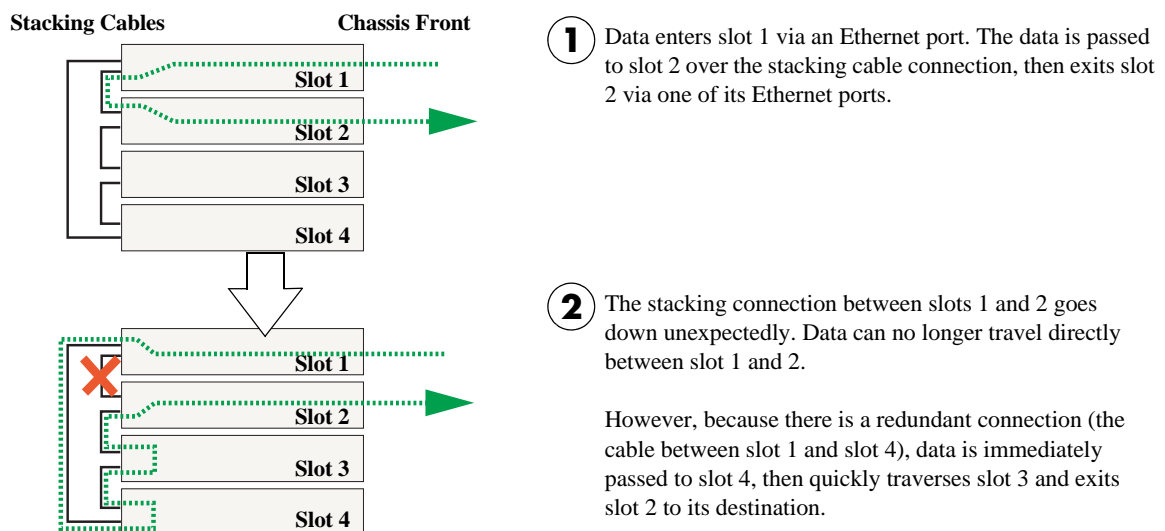 Stacking Cables Chassis Front
Slot 1
Slot 2
Slot 3
Slot 4
1 Data enters slot 1 via an Ethernet port. The data is passed
to slot 2 over the stacking cable connection, then exits slot
2 via one of its Ethernet ports.
Slot 1
Slot 2
Slot 3
Slot 4
2 The stacking connection between slots 1 and 2 goes
down unexpectedly. Data can no longer travel directly
between slot 1 and 2.
However, because there is a redundant connection (the
cable between slot 1 and slot 4), data is immediately
passed to slot 4, then quickly traverses slot 3 and exits
slot 2 to its destination.